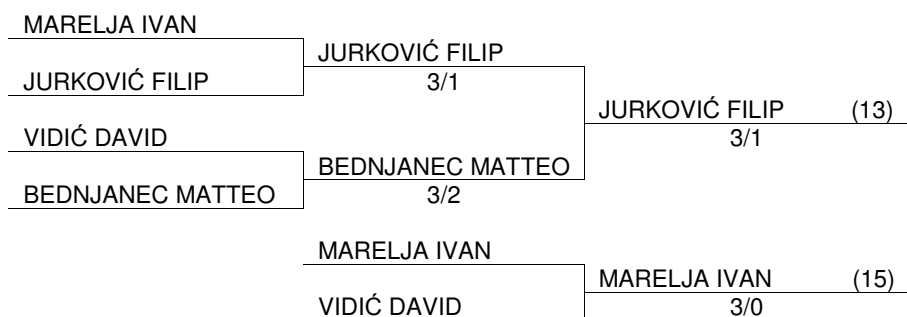 MARELJA IVAN
JURKOVIĆ FILIP
JURKOVIĆ FILIP
3/1
JURKOVIĆ FILIP (13)
3/1
VIDIĆ DAVID
BEDNJANEC MATTEO
BEDNJANEC MATTEO
3/2
MARELJA IVAN
MARELJA IVAN (15)
VIDIĆ DAVID
3/0